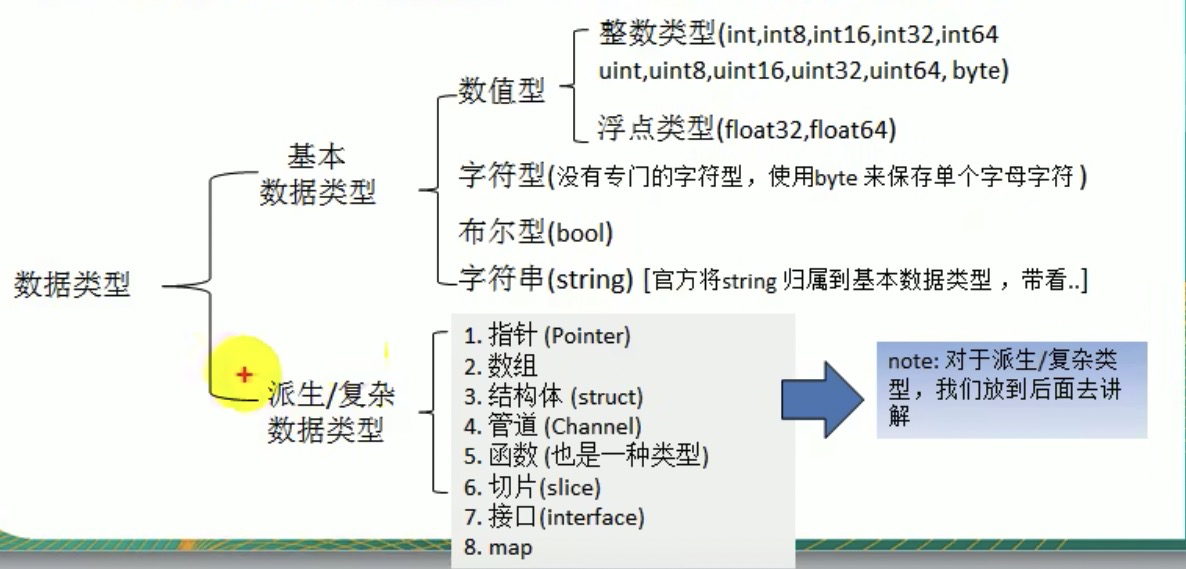 整数类型(int,int8,int16,int32,int64
uint,uint8,uint16,uint32,uint64, byte)
数值型
浮点类型(float32,float64)
基本
数据类型
字符型(没有专门的字符型，使用byte 来保存单个字母字符)
布尔型(bool)
字符串(string) [官方将string 归属到基本数据类型 ，带看..]
数据类型
派生/复杂
数据类型
1. 指针 (Pointer)
2. 数组
3. 结构体 (struct)
4. 管道 (Channel)
5. 函数 (也是一种类型)
6. 切片(slice)
7. 接口(interface)
8. map
note: 对于派生/复杂类
型，我们放到后面去讲
解